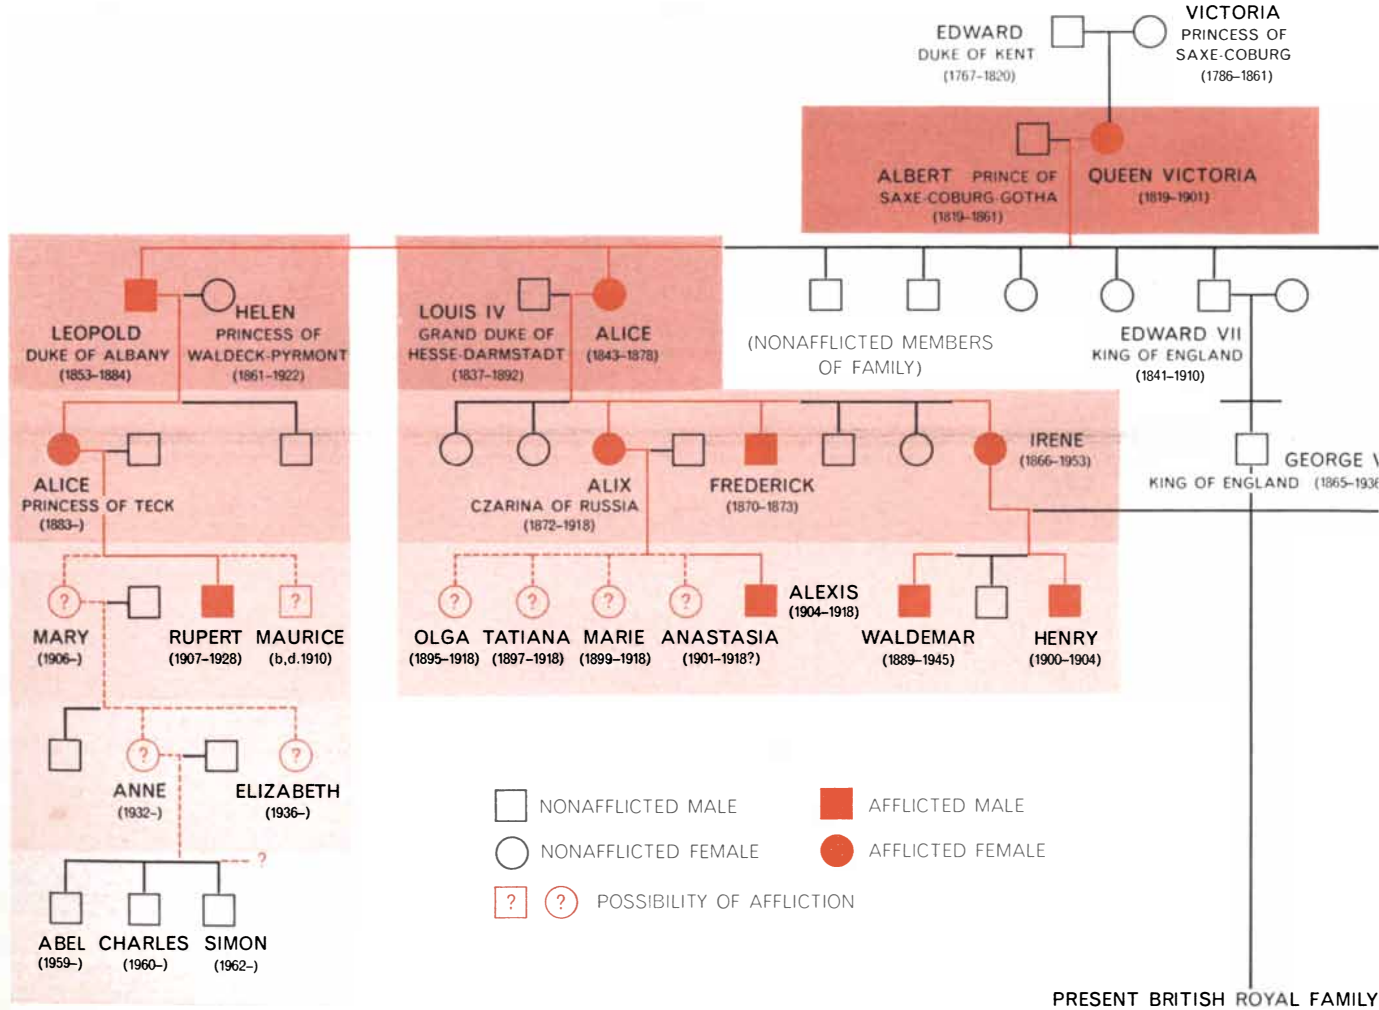 EDWARD
DUKE OF KENT
(1767–1820)
VICTORIA
PRINCESS OF
SAXE-COBURG
(1786–1861)
ALBERT PRINCE OF
SAXE-COBURG-GOTHA
(1819–1861)
QUEEN VICTORIA
(1819–1901)
LEOPOLD
DUKE OF ALBANY
(1853–1884)
HELEN
PRINCESS OF
WALDECK-PYRMONT
(1861–1922)
LOUIS IV
GRAND DUKE OF
HESSE-DARMSTADT
(1837–1892)
ALICE
(1843–1878)
(NONAFFLICTED MEMBERS
OF FAMILY)
EDWARD VII
KING OF ENGLAND
(1841–1910)
ALICE
PRINCESS OF TECK
(1883–)
ALIX
CZARINA OF RUSSIA
(1872–1918)
FREDERICK
(1870–1873)
IRENE
(1866–1953)
GEORGE
KING OF ENGLAND (1865–1936
?
MARY
(1906–)
RUPERT
(1907–1928)
?
MAURICE
(b,d.1910)
?
OLGA
(1895–1918)
?
TATIANA
(1897–1918)
?
MARIE
(1899–1918)
?
ANASTASIA
(1901–1918?)
ALEXIS
(1904–1918)
WALDEMAR
(1889–1945)
HENRY
(1900–1904)
?
ANNE
(1932–)
?
ELIZABETH
(1936–)
?
ABEL
(1959–)
CHARLES
(1960–)
SIMON
(1962–)
NONAFFLICTED MALE
AFFLICTED MALE
NONAFFLICTED FEMALE
AFFLICTED FEMALE
? ? POSSIBILITY OF AFFLICTION
PRESENT BRITISH ROYAL FAMILY